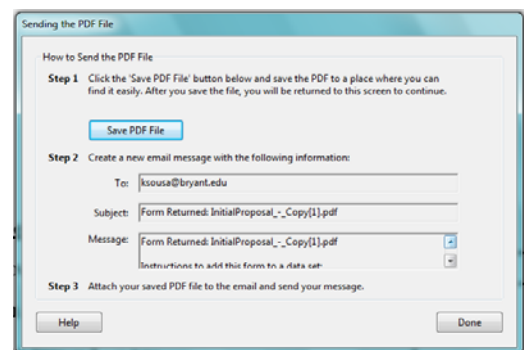 Sending the PDF File
How to Send the PDF File
Step 1 Click the 'Save PDF File' button below and save the PDF to a place where you can
find it easily. After you save the file, you will be returned to this screen to continue.
Save PDF File
Step 2 Create a new email message with the following information:
To: ksousa@bryant.edu
Subject: Form Returned: InitialProposal_-_Copy[1].pdf
Message: Form Returned: InitialProposal_-_Copy[1].pdf
Instructions to add this form to a data set:
Step 3 Attach your saved PDF file to the email and send your message.
Help
Done